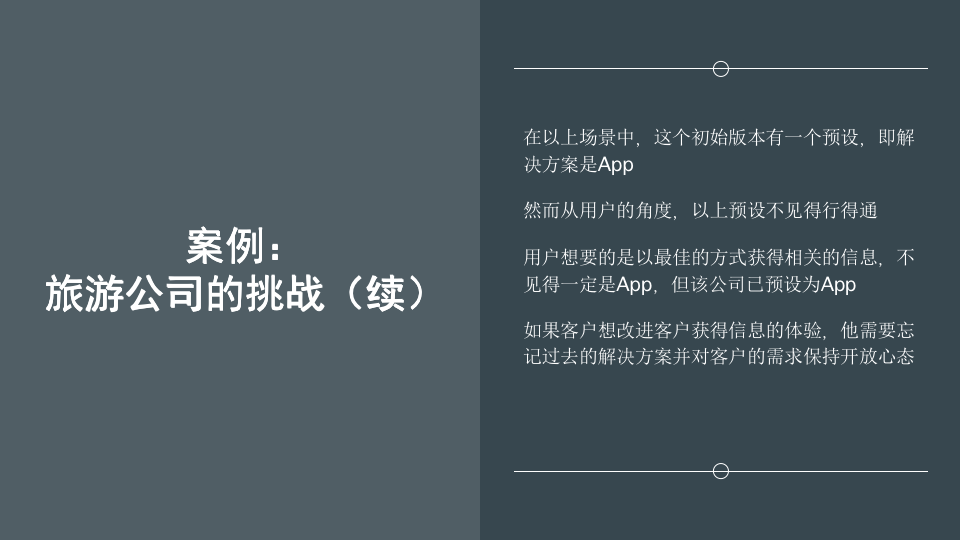 案例：
旅游公司的挑战（续）
在以上场景中，这个初始版本有一个预设，即解
决方案是App
然而从用户的角度，以上预设不见得行得通
用户想要的是以最佳的方式获得相关的信息，不
见得一定是App，但该公司已预设为App
如果客户想改进客户获得信息的体验，他需要忘
记过去的解决方案并对客户的需求保持开放心态